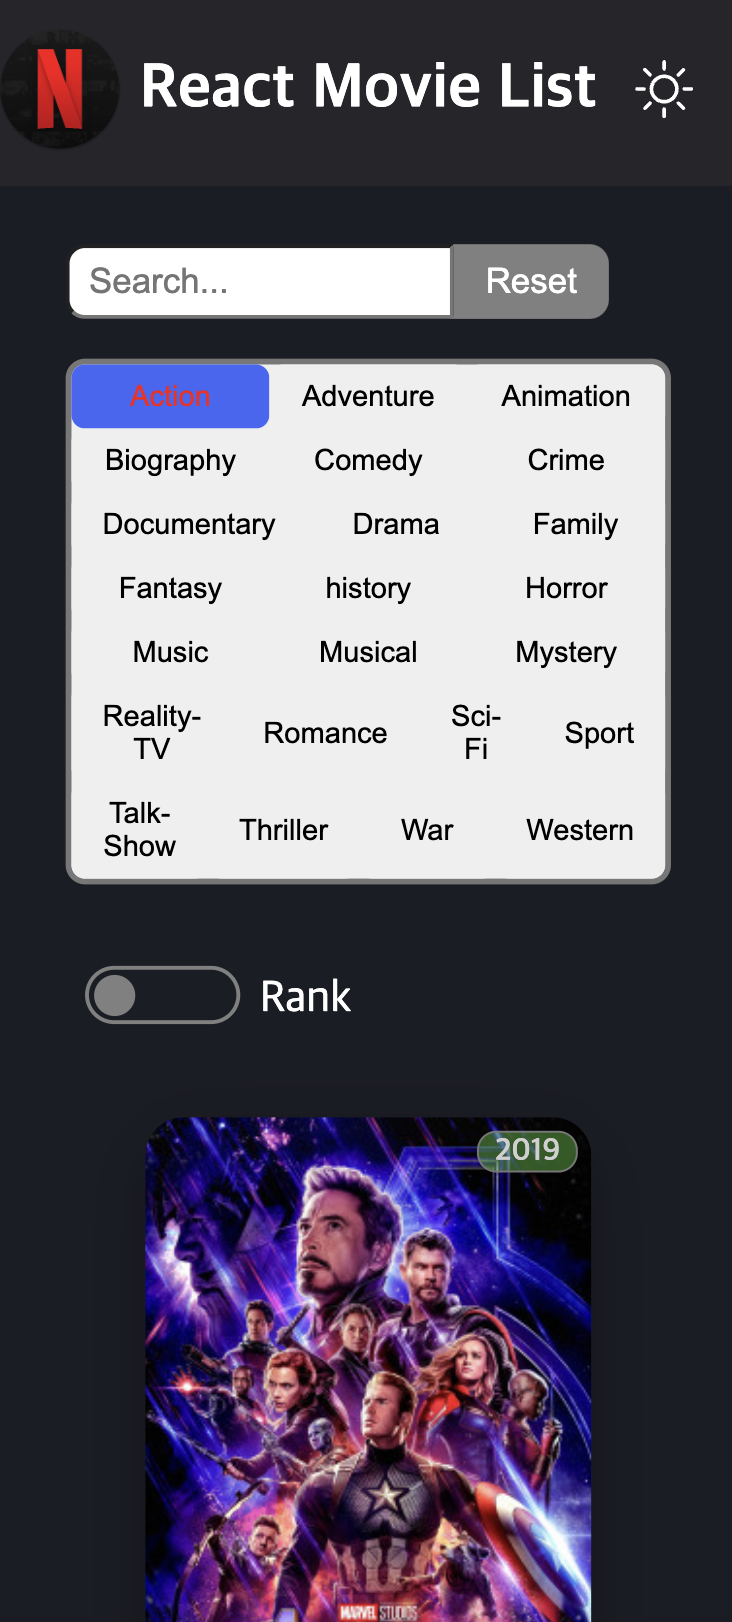 N
React Movie List
Search...
Reset
Action Adventure Animation
Biography Comedy Crime
Documentary Drama Family
Fantasy history Horror
Music Musical Mystery
Reality-
TV
Romance
Sci-
Fi
Sport
Talk-
Show
Thriller War Western
Rank
2019
MARVEL STUDIOS